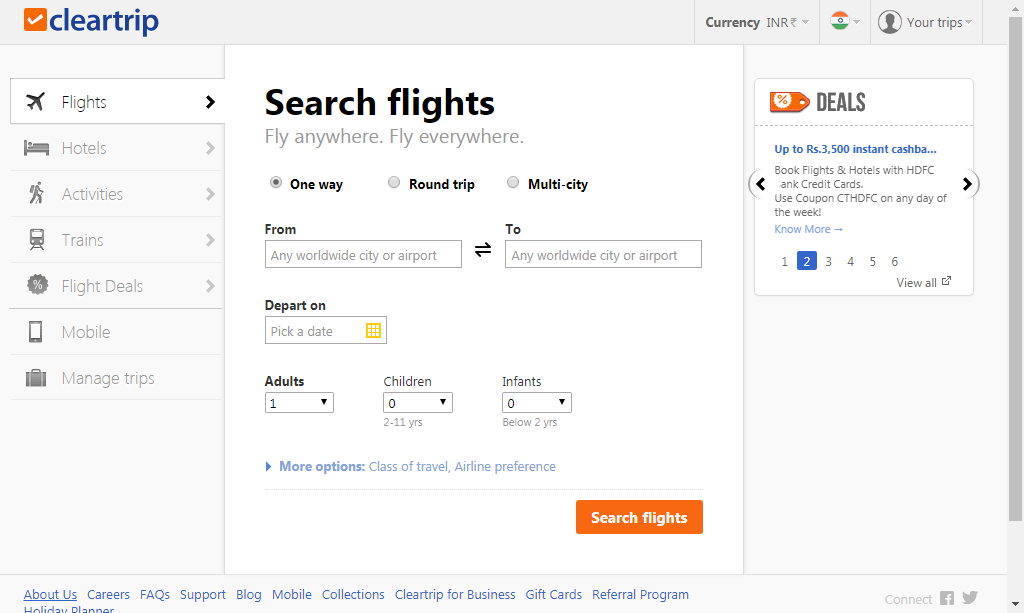 cleartrip
Currency INR ₹
Your trips
Flights
Hotels
Activities
Trains
Flight Deals
Mobile
Manage trips
Search flights
Fly anywhere. Fly everywhere.
One way Round trip Multi-city
From To
Any worldwide city or airport Any worldwide city or airport
Depart on
Pick a date
Adults Children Infants
1 0 0
2-11 yrs Below 2 yrs
More options: Class of travel, Airline preference
Search flights
% DEALS
Up to Rs.3,500 instant cashba...
Book Flights & Hotels with HDFC
ank Credit Cards.
Use Coupon CTHDFC on any day of
the week!
Know More →
1 2 3 4 5 6
View all
About Us Careers FAQs Support Blog Mobile Collections Cleartrip for Business Gift Cards Referral Program
Holiday Planner
Connect